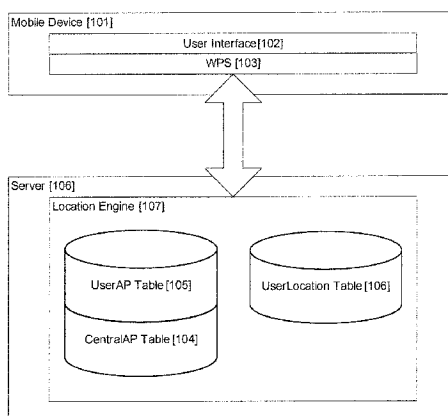 Mobile Device [101]
User Interface[102]
WPS [103]
Server [106]
Location Engine [107]
UserAP Table [105]
UserLocation Table [106]
CentralAP Table [104]